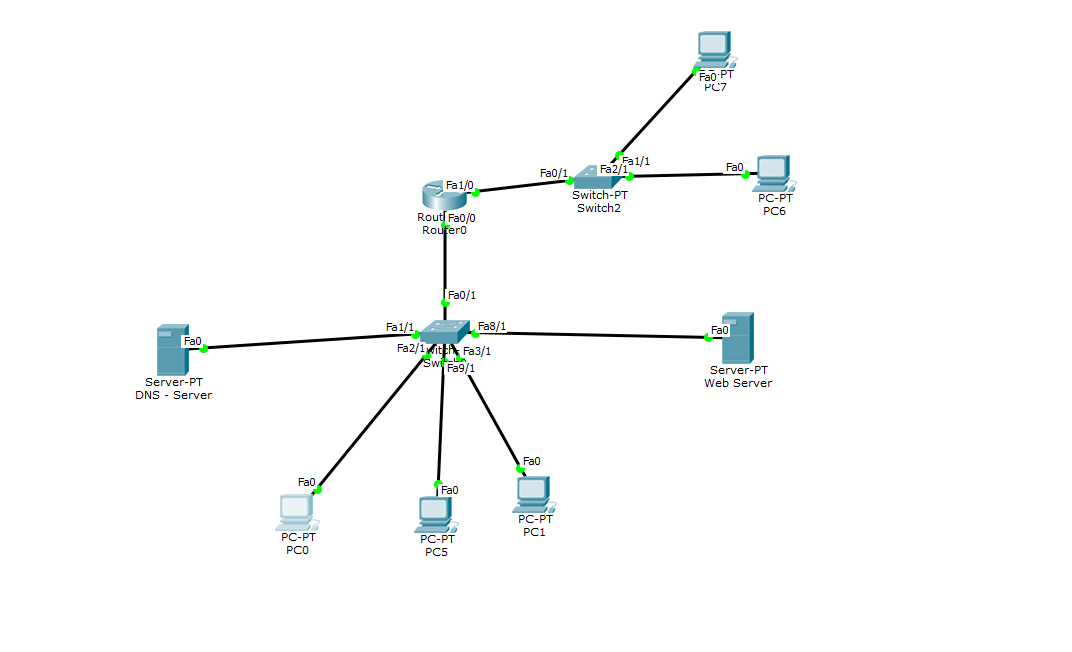 Fa0
PC7
Fa1/1
Fa0/1
Fa2/1
Fa0
Switch-PT
Switch2
PC-PT
PC6
Fa1/0
Fa0/0
Router0
Fa0/1
Fa1/1
Fa8/1
Fa0
Fa0
Fa2/1
Fa3/1
Fa9/1
Server-PT
DNS - Server
Server-PT
Web Server
Fa0
Fa0
Fa0
PC-PT
PC0
PC-PT
PC5
PC-PT
PC1